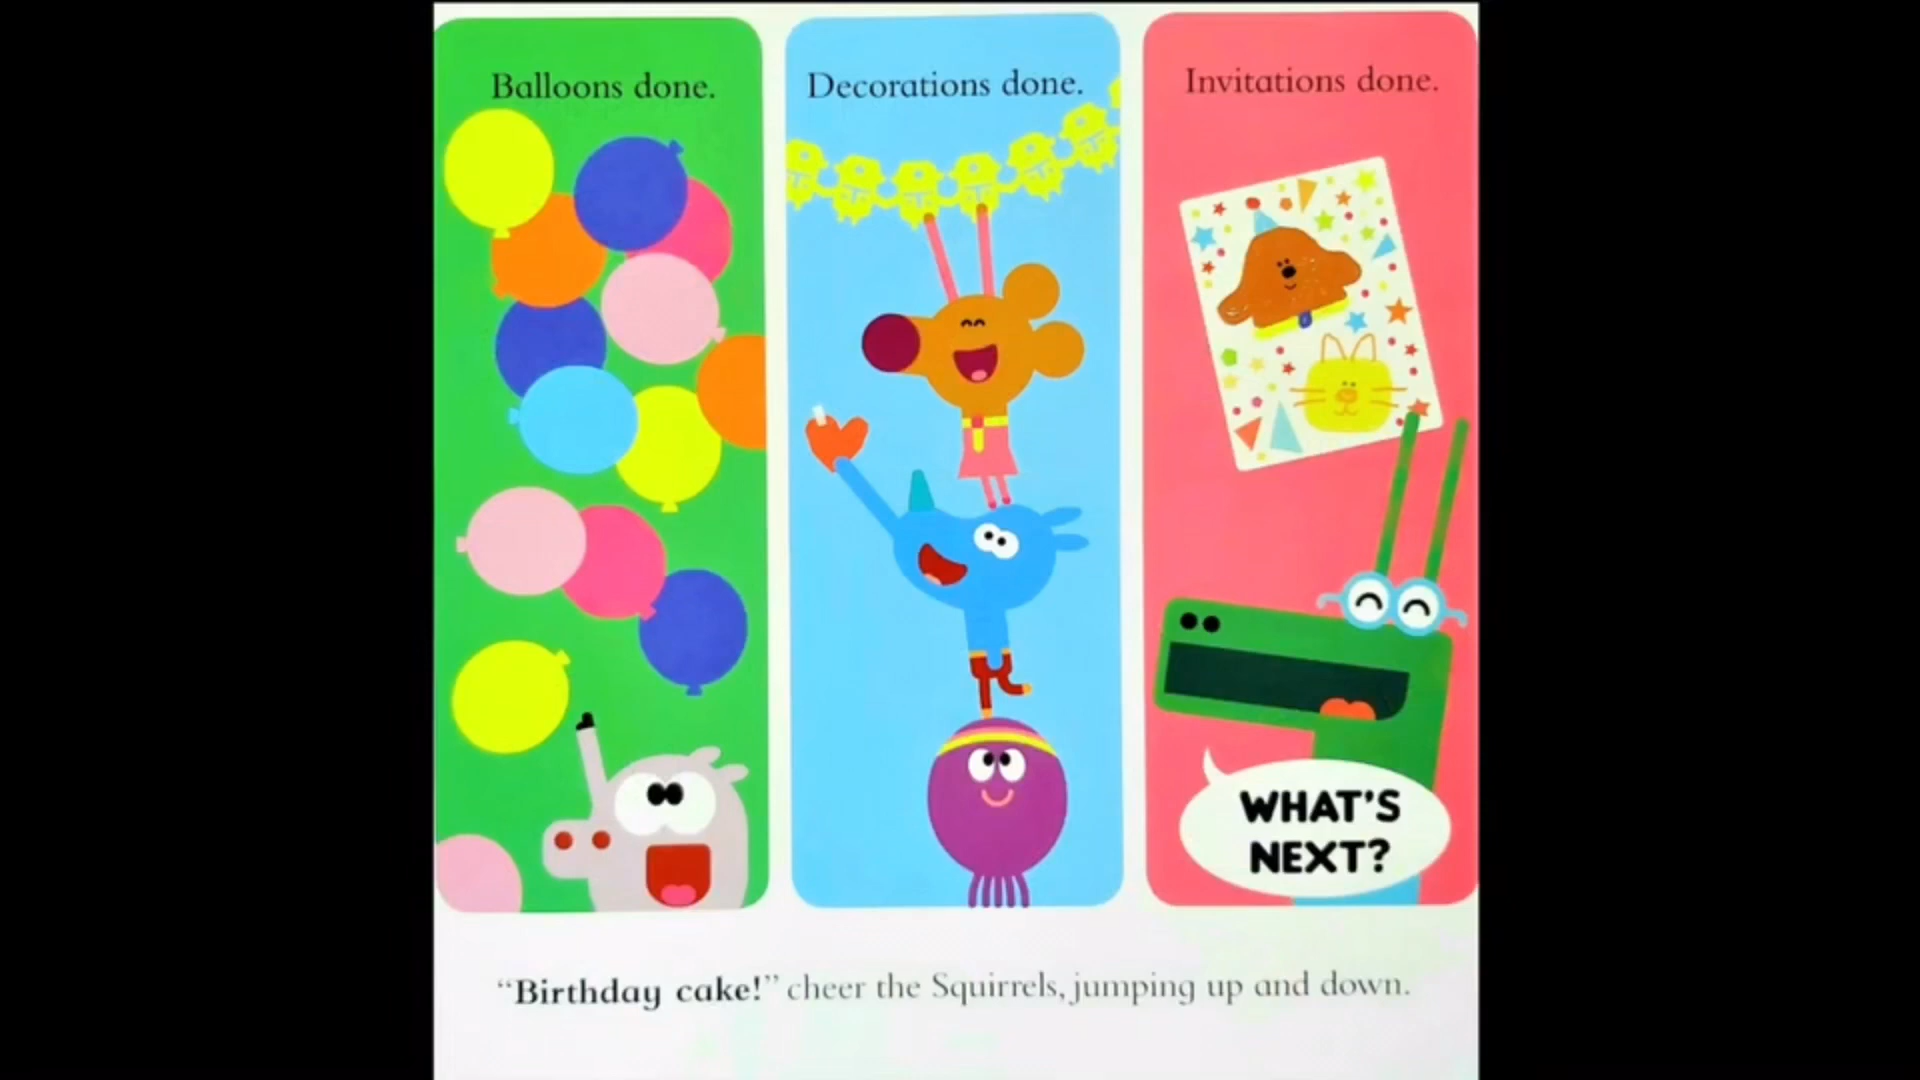 Balloons done.
Decorations done.
Invitations done.
WHAT'S
NEXT?
“Birthday cake!” cheer the Squirrels, jumping up and down.